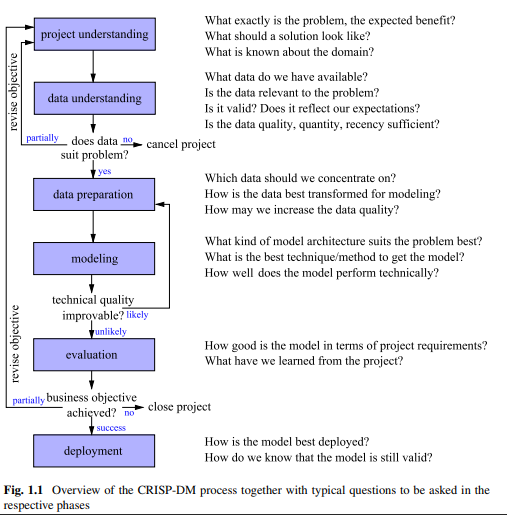 What exactly is the problem, the expected benefit?
project understanding
What should a solution look like?
What is known about the domain?
revise objective
What data do we have available?
data understanding
Is the data relevant to the problem?
Is it valid? Does it reflect our expectations?
Is the data quality, quantity, recency sufficient?
partially does data no cancel project
suit problem?
yes
Which data should we concentrate on?
data preparation
How is the data best transformed for modeling?
How may we increase the data quality?
What kind of model architecture suits the problem best?
modeling
What is the best technique/method to get the model?
How well does the model perform technically?
technical quality
improvable? likely
unlikely
revise objective
How good is the model in terms of project requirements?
evaluation
What have we learned from the project?
partially business objective
achieved? no close project
success
How is the model best deployed?
deployment
How do we know that the model is still valid?
Fig. 1.1 Overview of the CRISP-DM process together with typical questions to be asked in the
respective phases